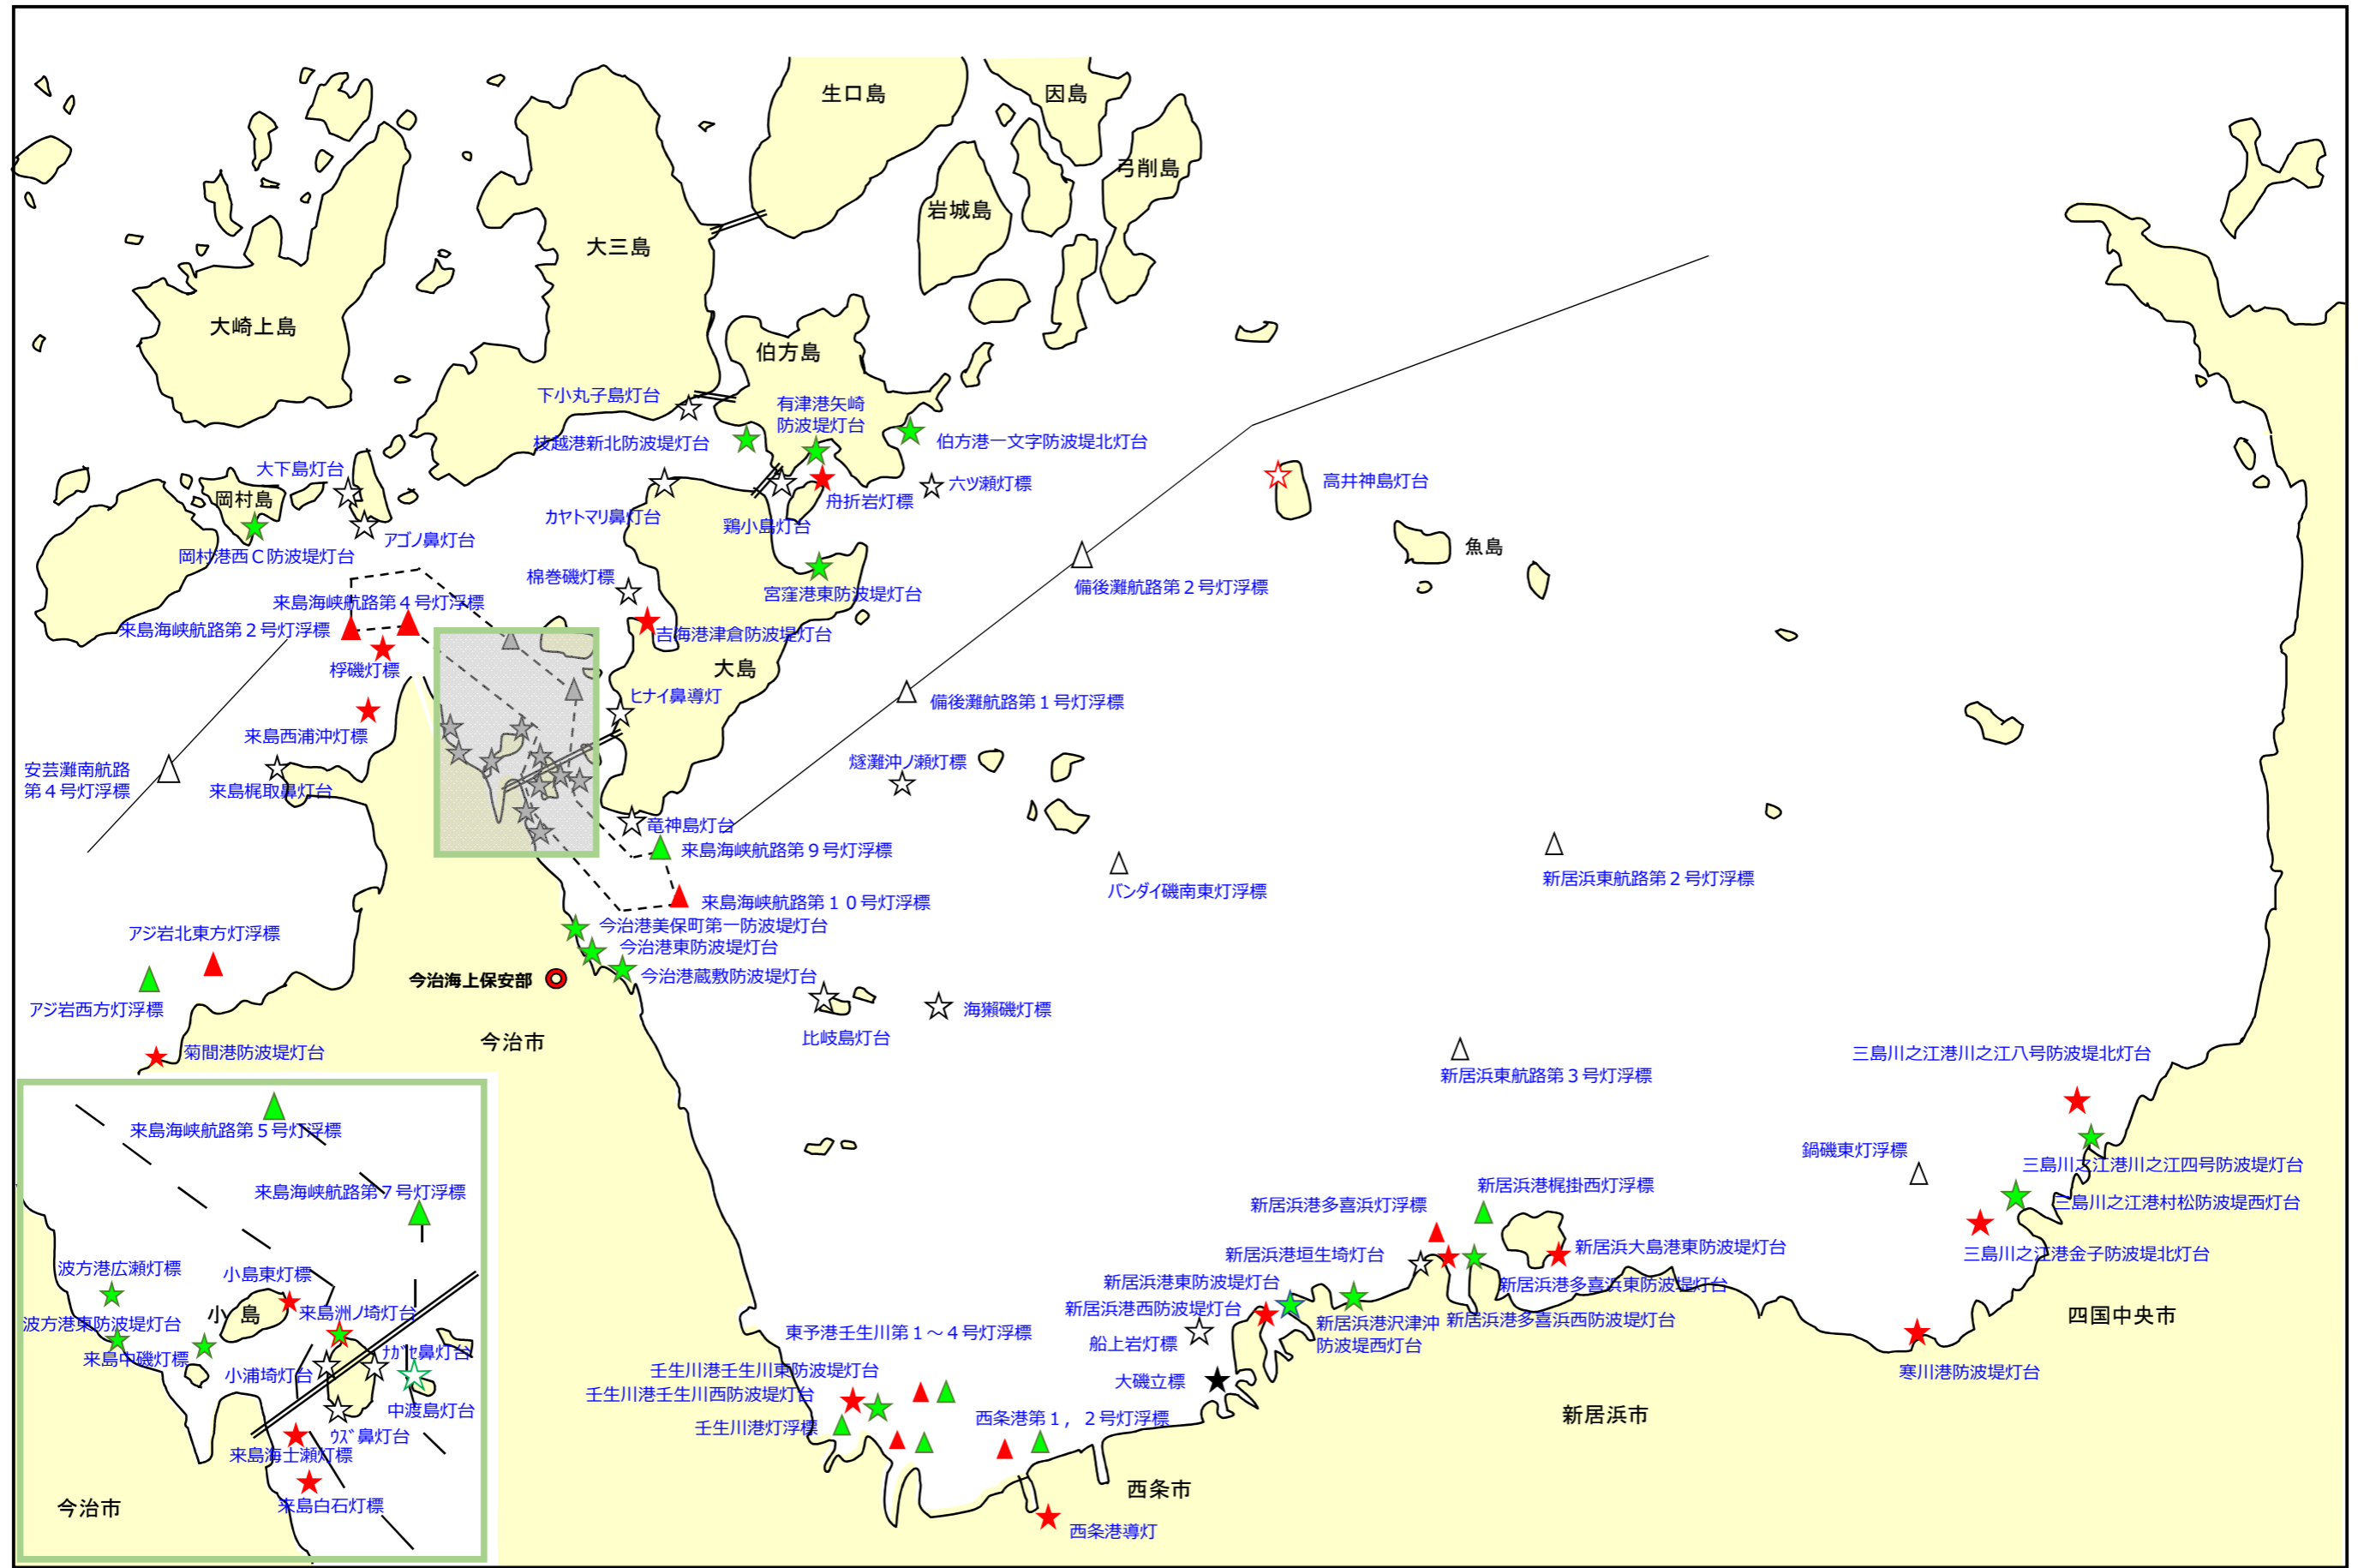 生口島
因島
弓削島
岩城島
大三島
大崎上島
伯方島
下小丸子島灯台
有津港矢崎
防波堤灯台
枝越港新北防波堤灯台
伯方港一文字防波堤北灯台
大下島灯台
六ツ瀬灯標
高井神島灯台
岡村島
舟折岩灯標
カヤトマリ鼻灯台
鶏小島灯台
アゴノ鼻灯台
魚島
岡村港西C防波堤灯台
棉巻磯灯標
備後灘航路第2号灯浮標
宮窪港東防波堤灯台
来島海峡航路第4号灯浮標
来島海峡航路第2号灯浮標
吉海港津倉防波堤灯台
桴磯灯標
大島
ヒナイ鼻導灯
備後灘航路第1号灯浮標
来島西浦沖灯標
燧灘沖ノ瀬灯標
安芸灘南航路
第4号灯浮標
来島梶取鼻灯台
竜神島灯台
来島海峡航路第9号灯浮標
新居浜東航路第2号灯浮標
バンダイ磯南東灯浮標
来島海峡航路第10号灯浮標
今治港美保町第一防波堤灯台
アジ岩北東方灯浮標
今治港東防波堤灯台
今治港蔵敷防波堤灯台
今治海上保安部
アジ岩西方灯浮標
海獺磯灯標
比岐島灯台
今治市
菊間港防波堤灯台
三島川之江港川之江八号防波堤北灯台
新居浜東航路第3号灯浮標
来島海峡航路第5号灯浮標
鍋磯東灯浮標
三島川之江港川之江四号防波堤灯台
来島海峡航路第7号灯浮標
新居浜港梶掛西灯浮標
三島川之江港村松防波堤西灯台
新居浜港多喜浜灯浮標
新居浜大島港東防波堤灯台
三島川之江港金子防波堤北灯台
新居浜港垣生埼灯台
波方港広瀬灯標
小島東灯標
新居浜港東防波堤灯台
新居浜港多喜浜東防波堤灯台
新居浜港西防波堤灯台
小島
来島洲ノ埼灯台
四国中央市
波方港東防波堤灯台
新居浜港沢津沖
防波堤西灯台
新居浜港多喜浜西防波堤灯台
東予港壬生川第1～4号灯浮標
船上岩灯標
来島中磯灯標
ナガセ鼻灯台
小浦埼灯台
壬生川港壬生川東防波堤灯台
寒川港防波堤灯台
大磯立標
壬生川港壬生川西防波堤灯台
中渡島灯台
西条港第1，2号灯浮標
新居浜市
壬生川港灯浮標
ウズ鼻灯台
来島海士瀬灯標
西条市
来島白石灯標
今治市
西条港導灯